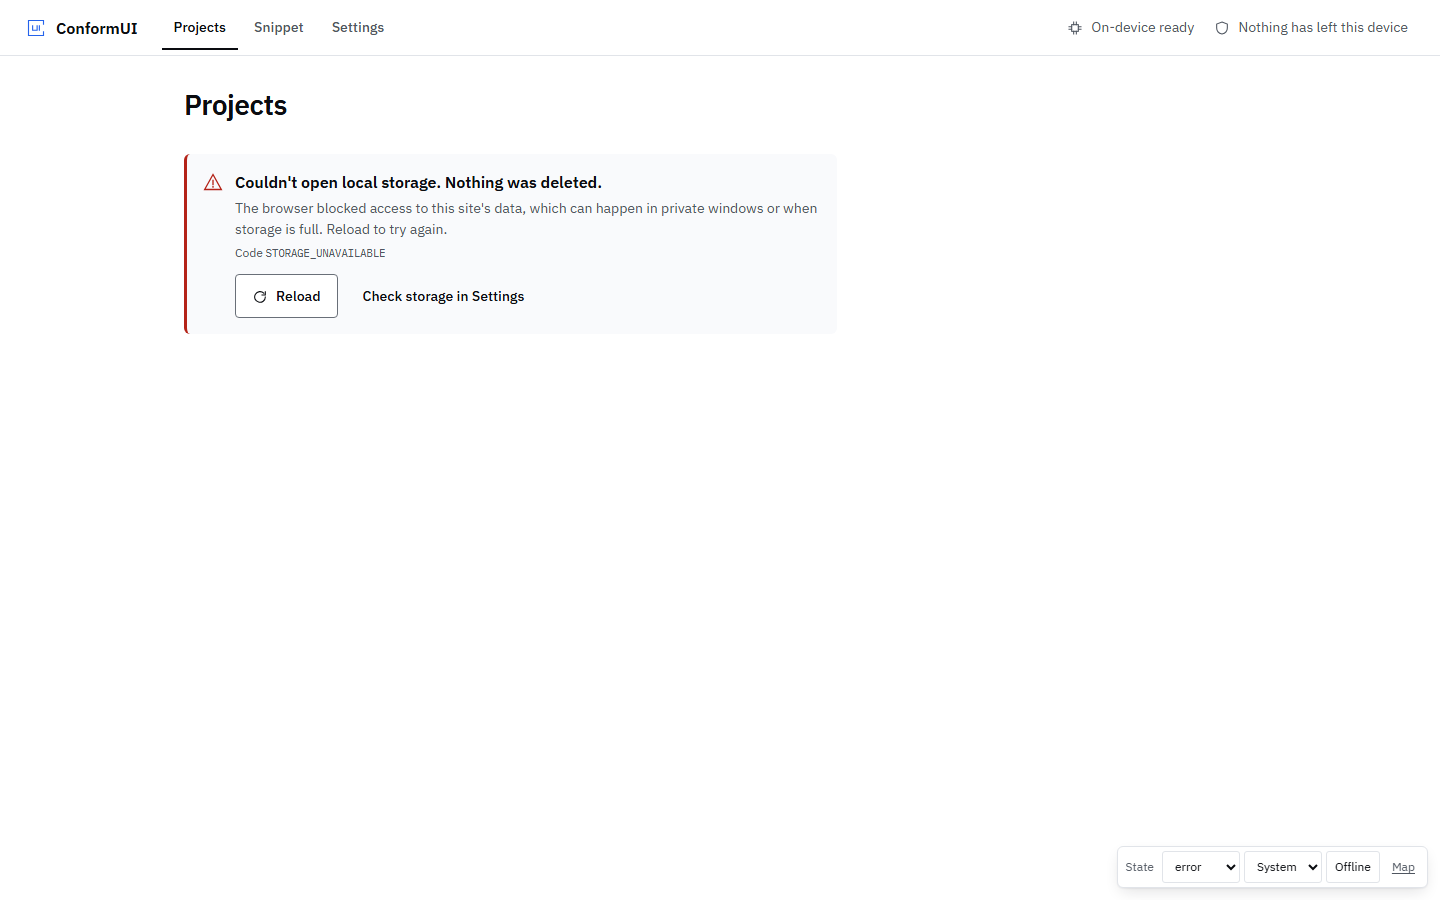 UI ConformUI Projects Snippet Settings On-device ready Nothing has left this device
Projects
Couldn't open local storage. Nothing was deleted.
The browser blocked access to this site's data, which can happen in private windows or when
storage is full. Reload to try again.
Code STORAGE_UNAVAILABLE
Reload Check storage in Settings
State error System Offline Map